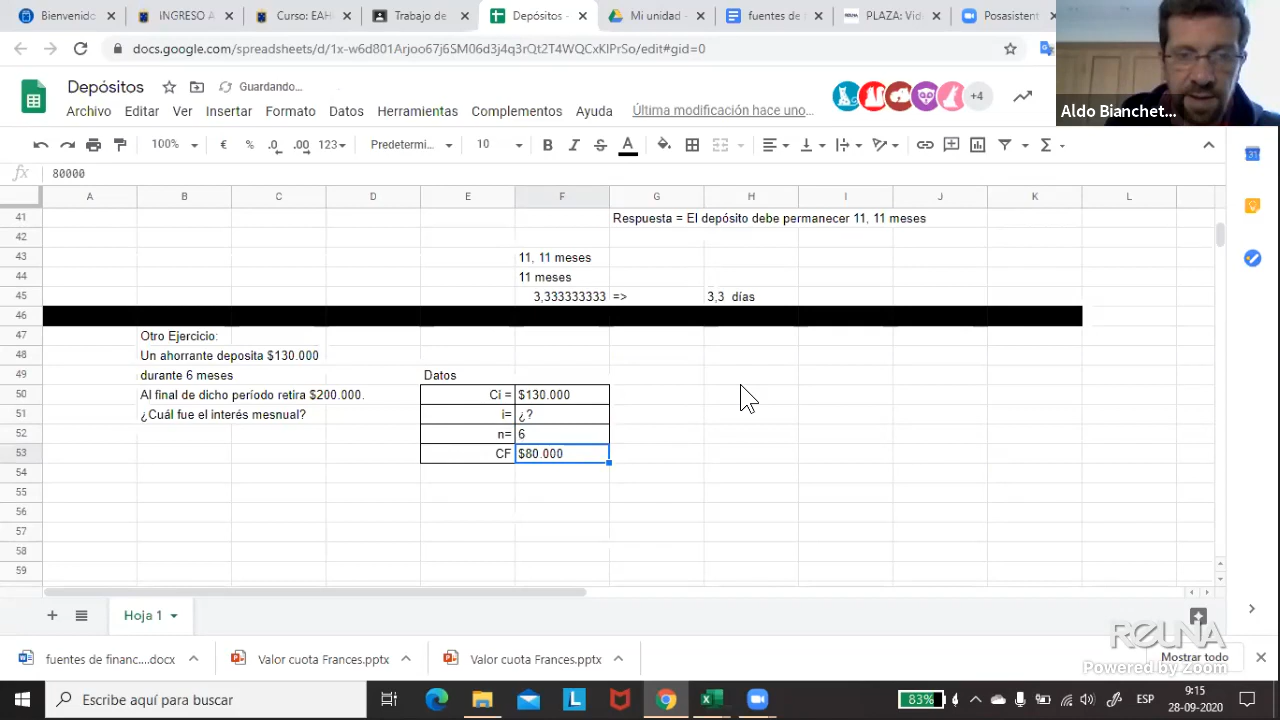 Bienvenido
INGRESO A
Curso: EAH
Trabajo de
Depósitos -
Mi unidad -
fuentes de
PLAZA: Vid
Posasistent
docs.google.com/spreadsheets/d/1x-w6d801Arjoo67j6SM06d3j4q3rQt2T4WQCxKIPrSo/edit#gid=0
Depósitos
Guardando...
Archivo Editar Ver Insertar Formato Datos Herramientas Complementos Ayuda Última modificación hace uno...
+4
Aldo Bianchet...
100% € % .0 .00 123 Predetermi... 10 B I S A
fx 80000
A B C D E F G H I J K L
41 Respuesta = El depósito debe permanecer 11, 11 meses
42
43 11, 11 meses
44 11 meses
45 3,333333333 => 3,3 días
46
47 Otro Ejercicio:
48 Un ahorrante deposita $130.000
49 durante 6 meses Datos
50 Al final de dicho período retira $200.000. Ci = $130.000
51 ¿Cuál fue el interés mesnual? i= ¿?
52 n= 6
53 CF $80.000
54
55
56
57
58
59
Hoja 1
REUNA
Powered by Zoom
fuentes de financ....docx
Valor cuota Frances.pptx
Valor cuota Frances.pptx
Mostrar todo
Escribe aquí para buscar
83%
ESP
9:15
28-09-2020